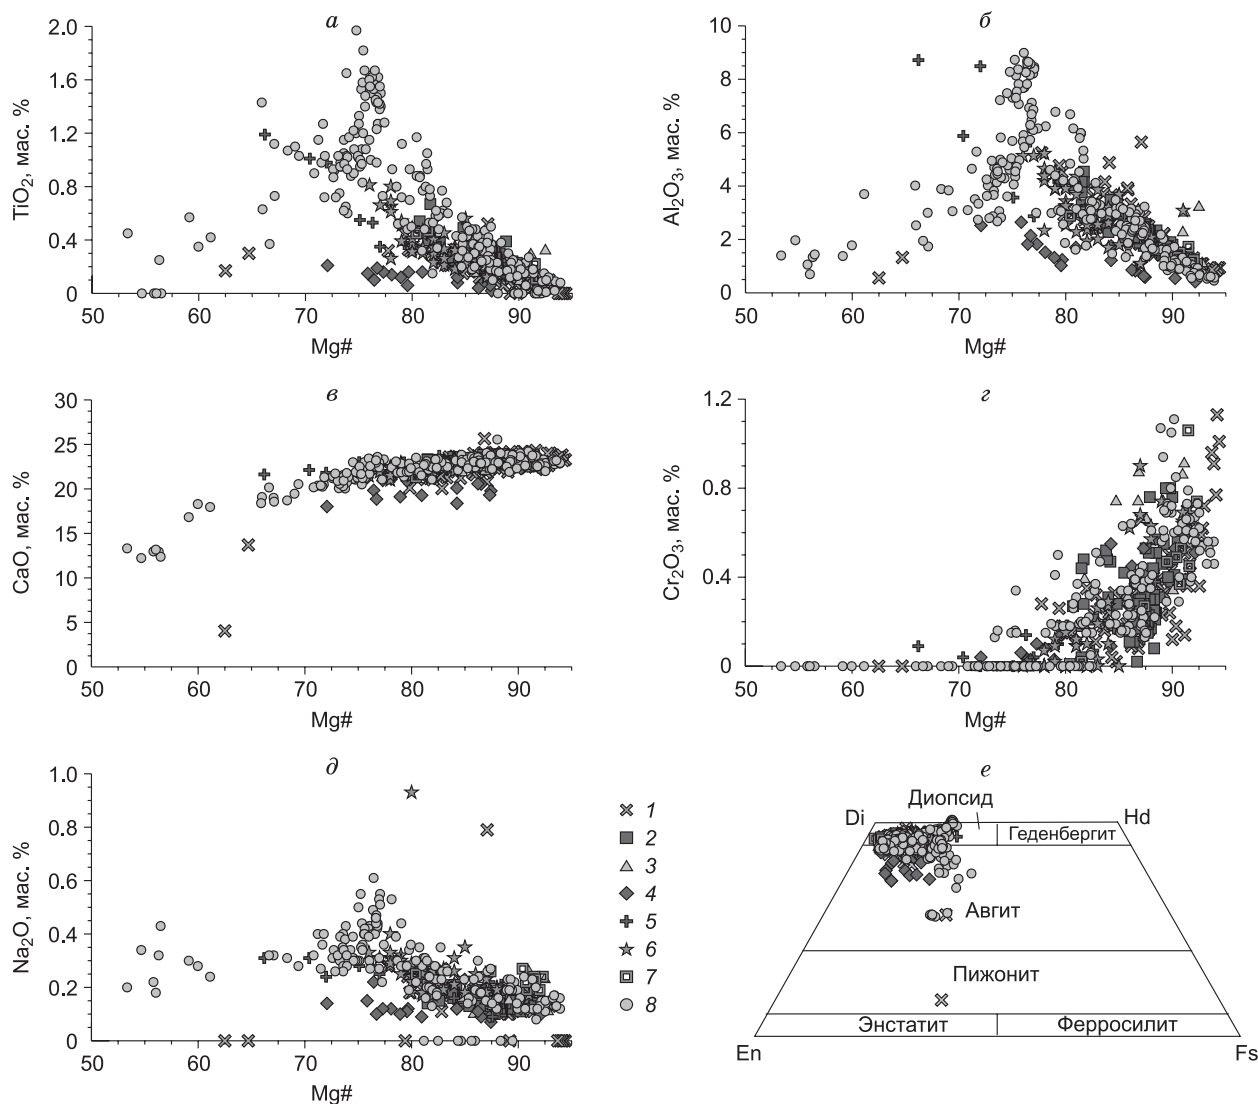 а
TiO2, мас. %
2.0
1.6
1.2
0.8
0.4
0
50 60 70 80 90
Mg#
б
Al2O3, мас. %
10
8
6
4
2
0
50 60 70 80 90
Mg#
в
CaO, мас. %
30
25
20
15
10
5
0
50 60 70 80 90
Mg#
г
Cr2O3, мас. %
1.2
0.8
0.4
0
50 60 70 80 90
Mg#
д
Na2O, мас. %
1.0
0.8
0.6
0.4
0.2
0
50 60 70 80 90
Mg#
1
2
3
4
5
6
7
8
е
Диопсид
Di Hd
Геденбергит
Авгит
Пижонит
Энстатит Ферросилит
En Fs